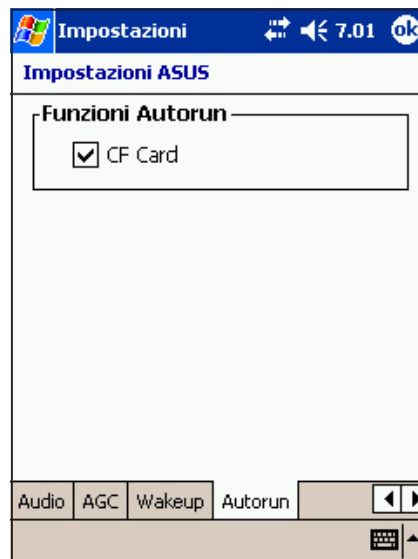 Impostazioni 7.01 ok
Impostazioni ASUS
Funzioni Autorun
CF Card
Audio AGC Wakeup Autorun